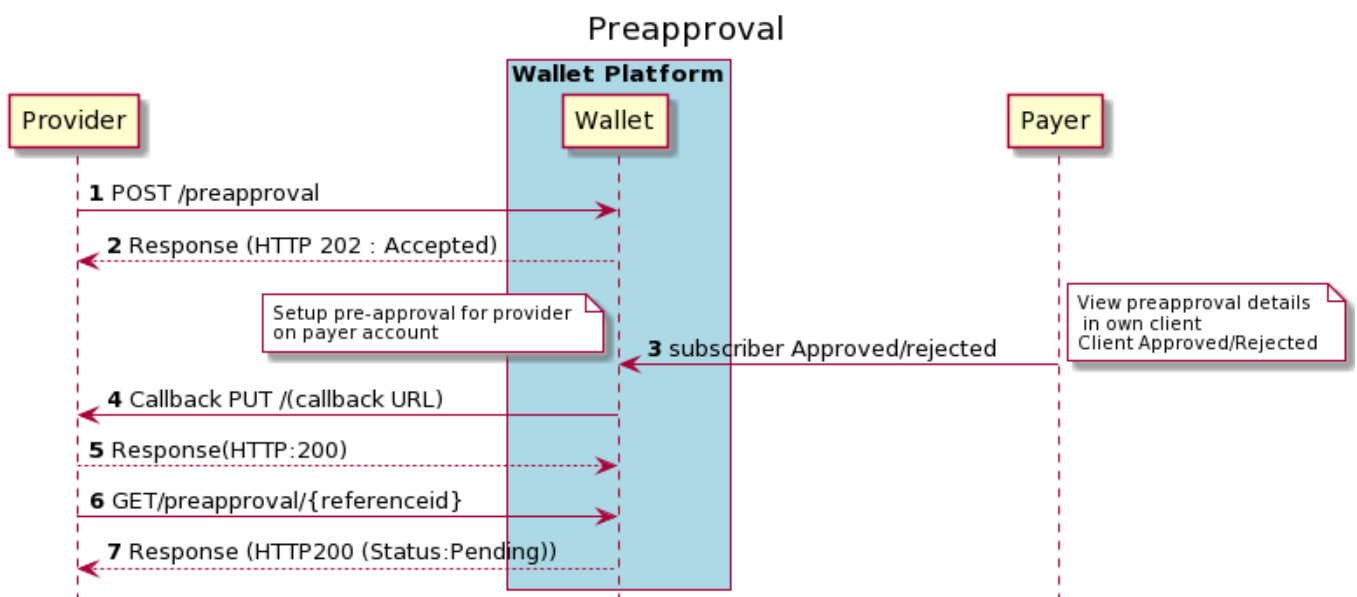 Preapproval
Wallet Platform
Provider
Wallet
Payer
1 POST /preapproval
2 Response (HTTP 202 : Accepted)
Setup pre-approval for provider
on payer account
View preapproval details
in own client
Client Approved/Rejected
3 subscriber Approved/rejected
4 Callback PUT /(callback URL)
5 Response(HTTP:200)
6 GET/preapproval/{referenceid}
7 Response (HTTP200 (Status:Pending))